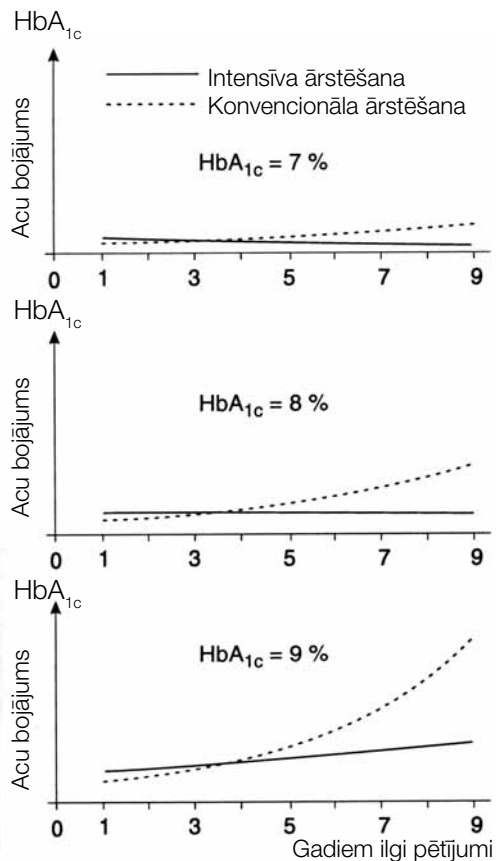 HbA1c
Intensīva ārstēšana
Konvencionāla ārstēšana
HbA1c = 7 %
Acu bojājums
0 1 3 5 7 9
HbA1c
HbA1c = 8 %
Acu bojājums
0 1 3 5 7 9
HbA1c
HbA1c = 9 %
Acu bojājums
0 1 3 5 7 9
Gadiem ilgi pētījumi